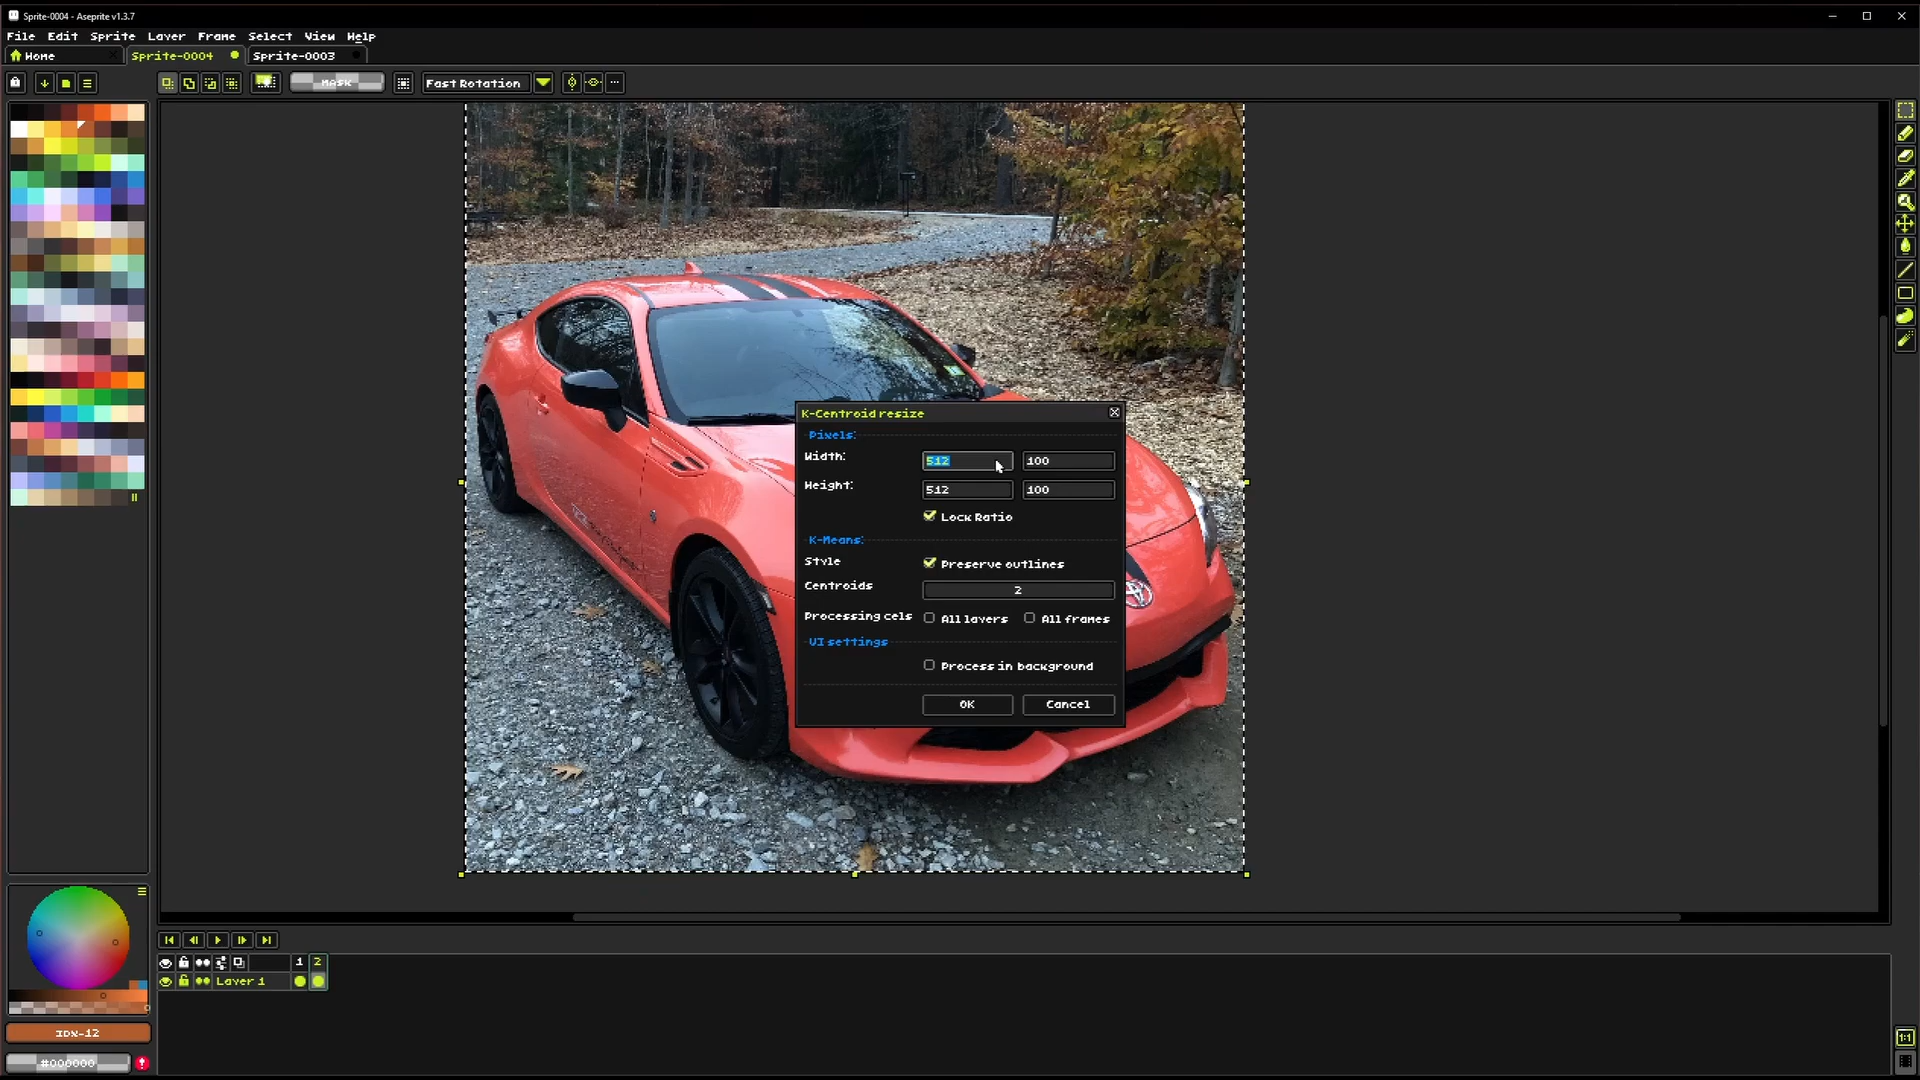 Sprite-0004 - Aseprite v1.3.7
File Edit Sprite Layer Frame Select View Help
Home Sprite-0004 Sprite-0003
MASK Fast Rotation
K-Centroid resize
Pixels:
Width: 512 100
Height: 512 100
Lock Ratio
K-Means:
Style Preserve outlines
Centroids 2
Processing cels All layers All frames
UI settings
Process in background
OK Cancel
1 2
Layer 1
IDX-12
#000000
1:1